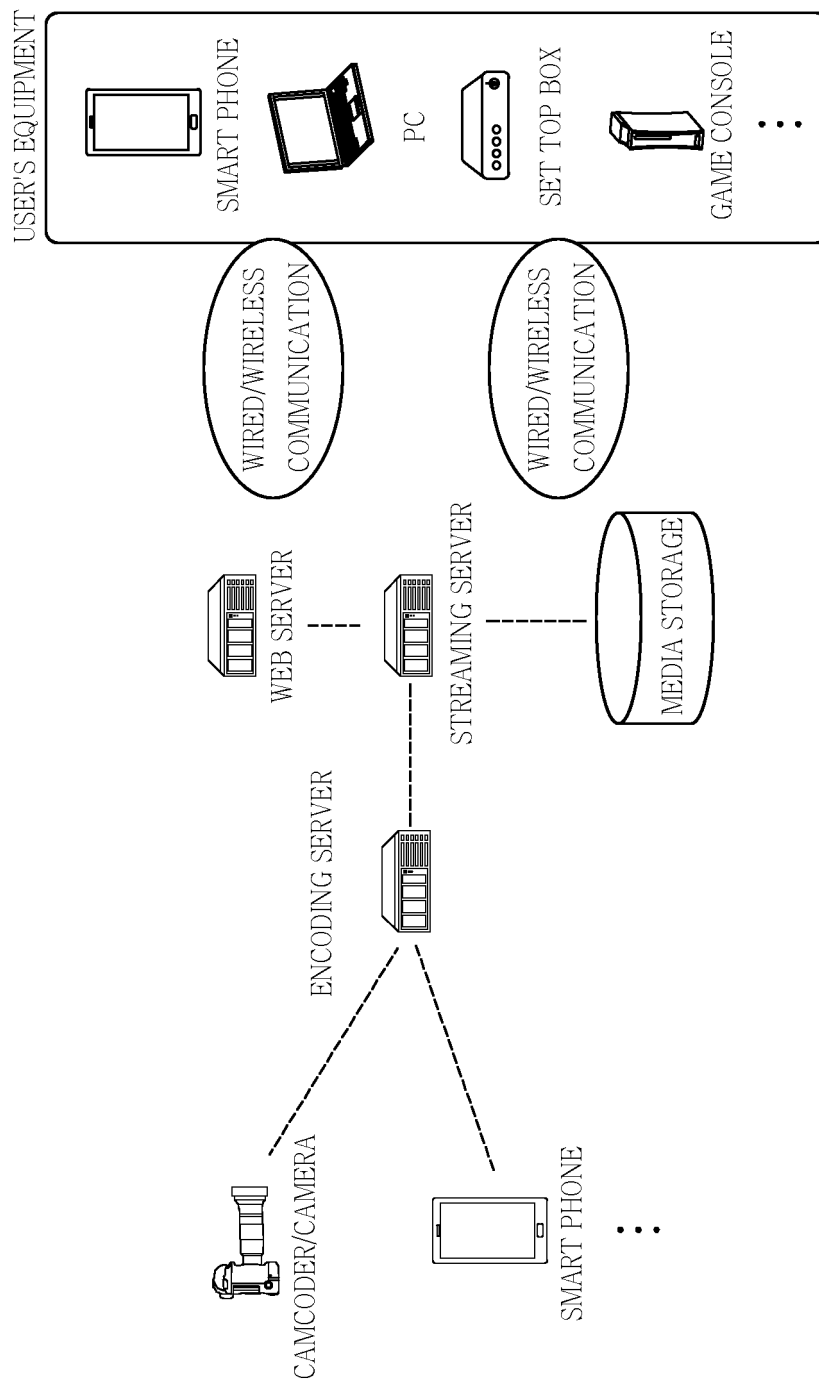 CAMCODER/CAMERA
SMART PHONE
ENCODING SERVER
WEB SERVER
STREAMING SERVER
MEDIA STORAGE
WIRED/WIRELESS
COMMUNICATION
WIRED/WIRELESS
COMMUNICATION
USER'S EQUIPMENT
SMART PHONE
PC
SET TOP BOX
GAME CONSOLE